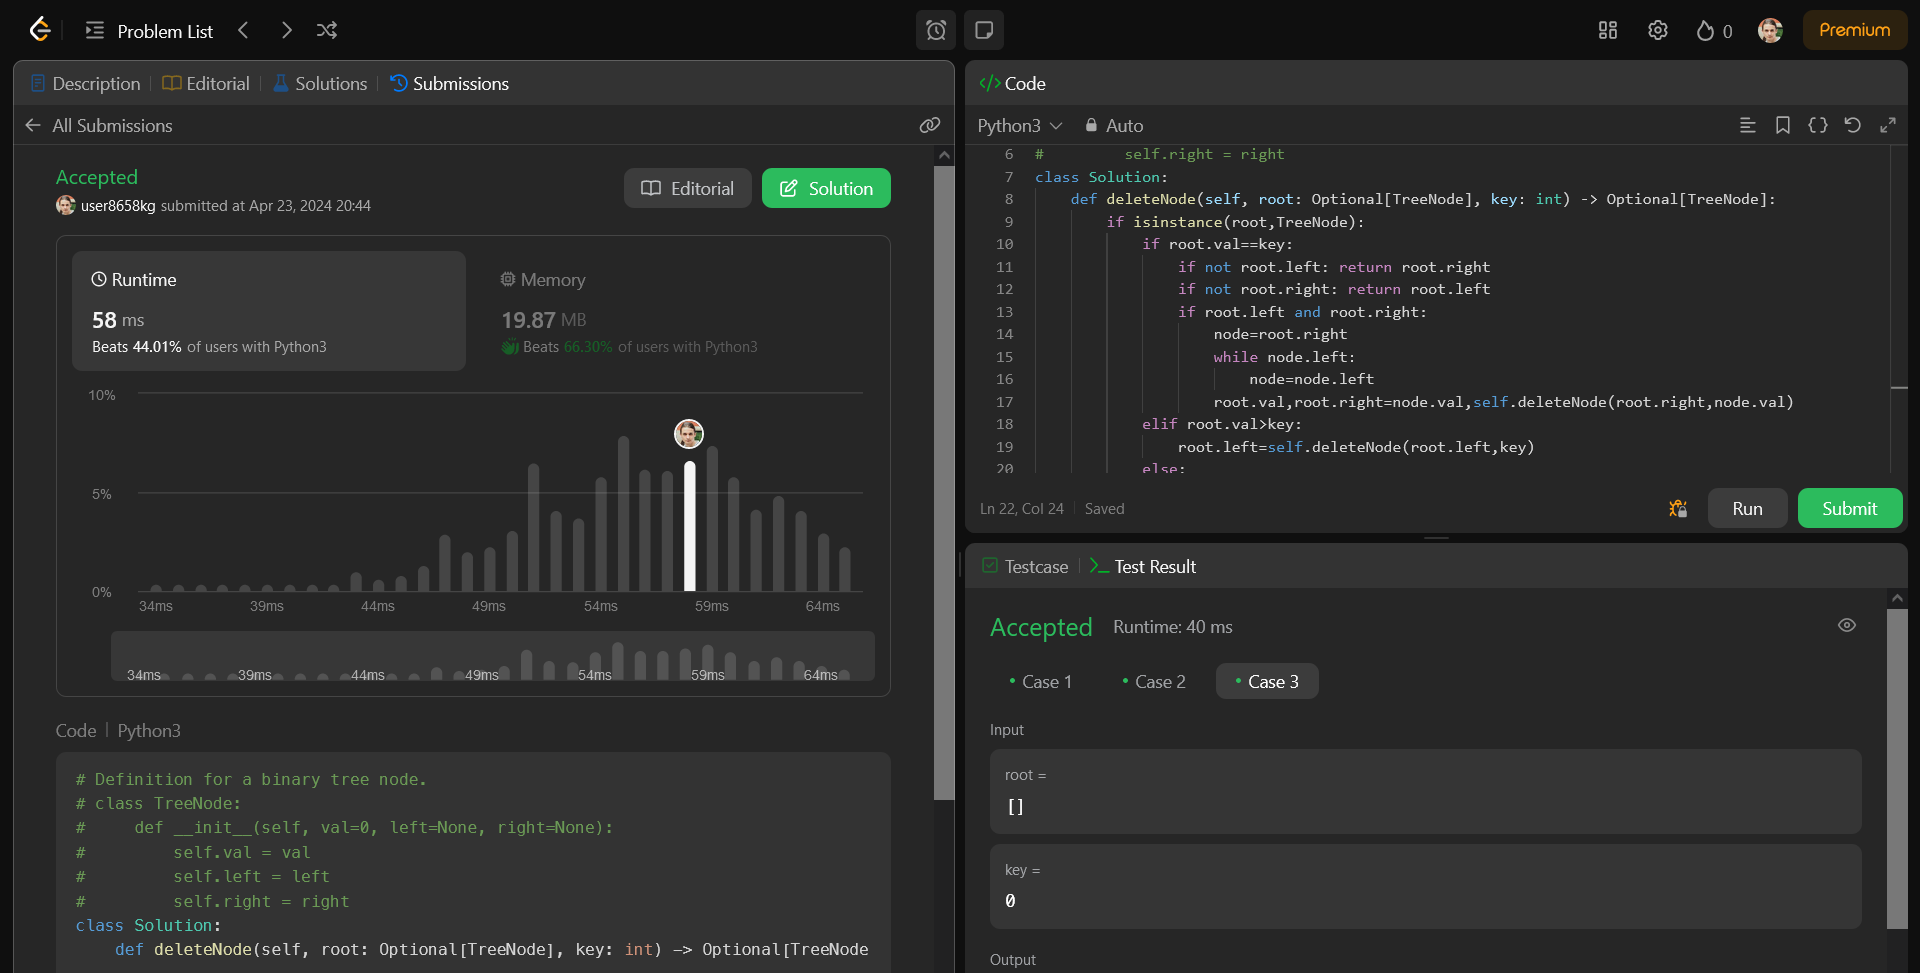 Problem List
0
Premium
Description
Editorial
Solutions
Submissions
All Submissions
Accepted
user8658kg submitted at Apr 23, 2024 20:44
Editorial
Solution
Runtime
58 ms
Beats 44.01% of users with Python3
Memory
19.87 MB
Beats 66.30% of users with Python3
10%
5%
0%
34ms 39ms 44ms 49ms 54ms 59ms 64ms
34ms 39ms 44ms 49ms 54ms 59ms 64ms
Code | Python3
# Definition for a binary tree node.
# class TreeNode:
#     def __init__(self, val=0, left=None, right=None):
#         self.val = val
#         self.left = left
#         self.right = right
class Solution:
    def deleteNode(self, root: Optional[TreeNode], key: int) -> Optional[TreeNode
</> Code
Python3
Auto
6 #         self.right = right
7 class Solution:
8     def deleteNode(self, root: Optional[TreeNode], key: int) -> Optional[TreeNode]:
9         if isinstance(root,TreeNode):
10             if root.val==key:
11                 if not root.left: return root.right
12                 if not root.right: return root.left
13                 if root.left and root.right:
14                     node=root.right
15                     while node.left:
16                         node=node.left
17                     root.val,root.right=node.val,self.deleteNode(root.right,node.val)
18             elif root.val>key:
19                 root.left=self.deleteNode(root.left,key)
20             else:
Ln 22, Col 24
Saved
Run
Submit
Testcase
Test Result
Accepted
Runtime: 40 ms
Case 1
Case 2
Case 3
Input
root =
[]
key =
0
Output